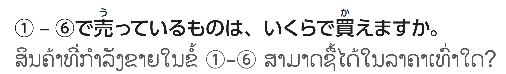 ① – ⑥で売っているものは、いくらで買えますか。
ສິນຄ້າທີ່ກຳລັງຂາຍໃນຂໍ້ ①–⑥ ສາມາດຊື້ໄດ້ໃນລາຄາເທົ່າໃດ?